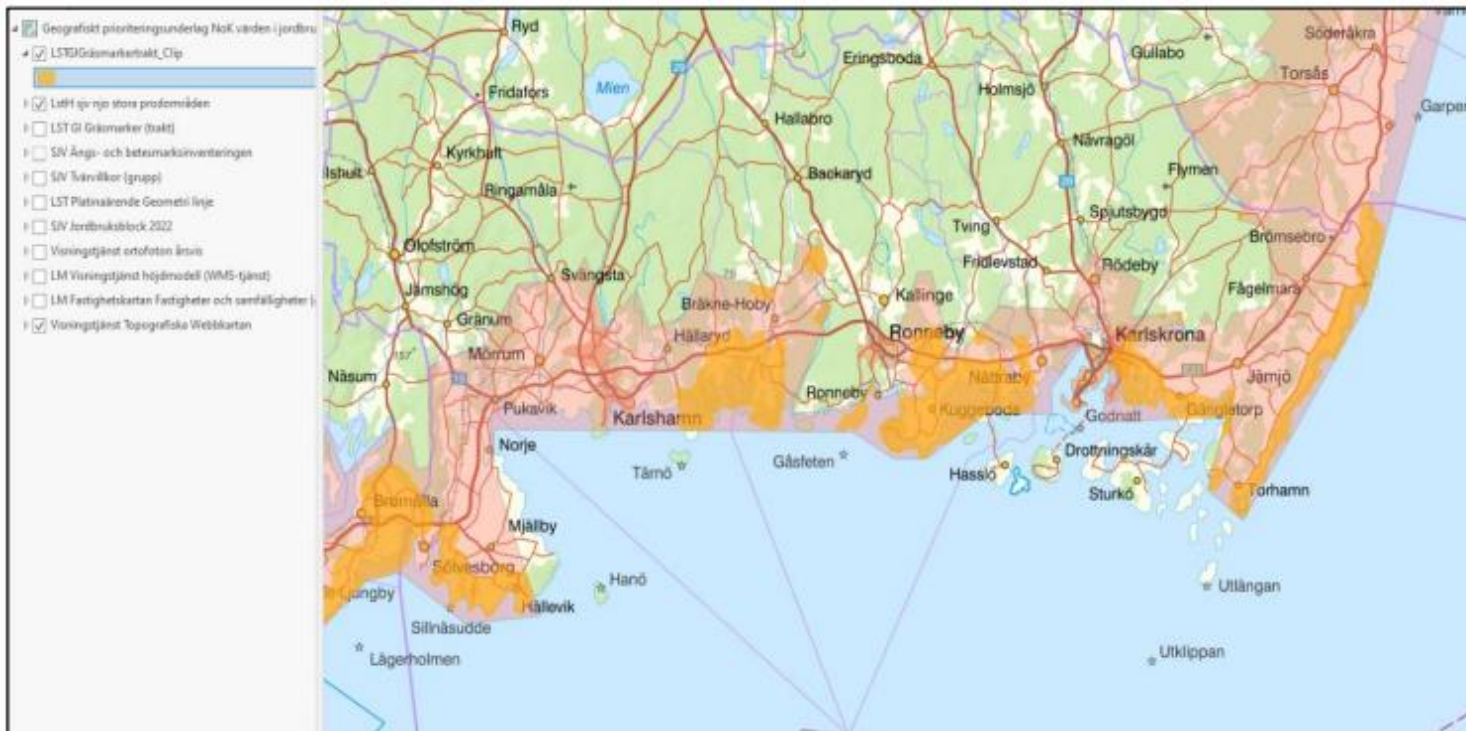 Geografiskt prioriteringsunderlag NoK värden i jordbru
LSTGIGräsmarkertrakt_Clip
LstH sjv njo stora prodområden
LST GI Gräsmarker (trakt)
SJV Ängs- och betesmarksinventeringen
SJV Tvärvillkor (grupp)
LST Platinaärende Geometri linje
SJV Jordbruksblock 2022
Visningstjänst ortofoton årsvis
LM Visningstjänst höjdmodell (WMS-tjänst)
LM Fastighetskartan Fastigheter och samfälligheter (
Visningstjänst Topografiska Webbkartan
Ryd
Eringsboda
Gullabo
Söderåkra
Torsås
Mien
Fridafors
Holmsjö
Garpen
Hallabro
Kyrkhult
Nävragöl
Ringamåla
Backaryd
Flymen
Tving
Spjutsbygd
Brömsebro
Olofström
Svängsta
Fridlevstad
Rödeby
Jämshög
Bräkne-Hoby
Kallinge
Fågelmara
Gränum
Hällaryd
Ronneby
Karlskrona
157
Mörrum
Näsum
Nättraby
Jämjö
Pukavik
Ronneby
Kuggeboda
Gängletorp
Karlshamn
Godnatt
Norje
Tärnö
Gåsfeten
Hasslö
Drottningskär
Sturkö
Torhamn
Bromölla
Mjällby
Sölvesborg
Hanö
Utlängan
Ljungby
Hällevik
Sillnäsudde
Lägerholmen
Utklippan